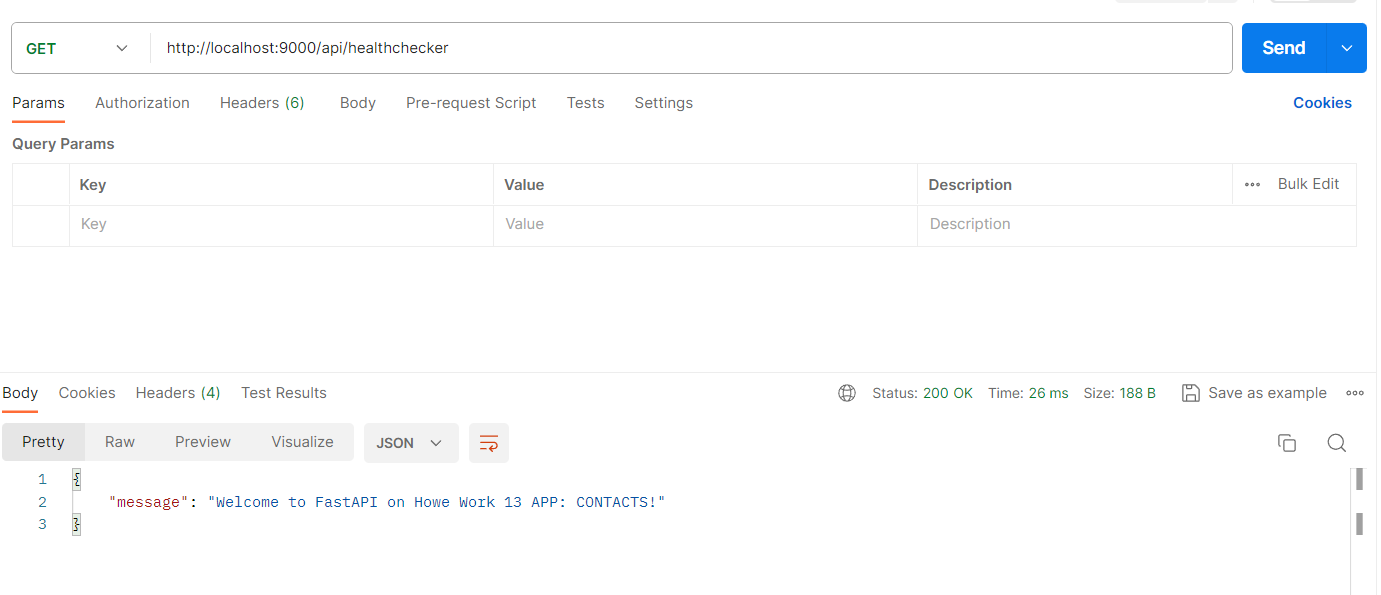 GET http://localhost:9000/api/healthchecker Send
Params Authorization Headers (6) Body Pre-request Script Tests Settings Cookies
Query Params
Key Value Description Bulk Edit
Key Value Description
Body Cookies Headers (4) Test Results Status: 200 OK Time: 26 ms Size: 188 B Save as example
Pretty Raw Preview Visualize JSON
1 {
2 "message": "Welcome to FastAPI on Howe Work 13 APP: CONTACTS!"
3 }